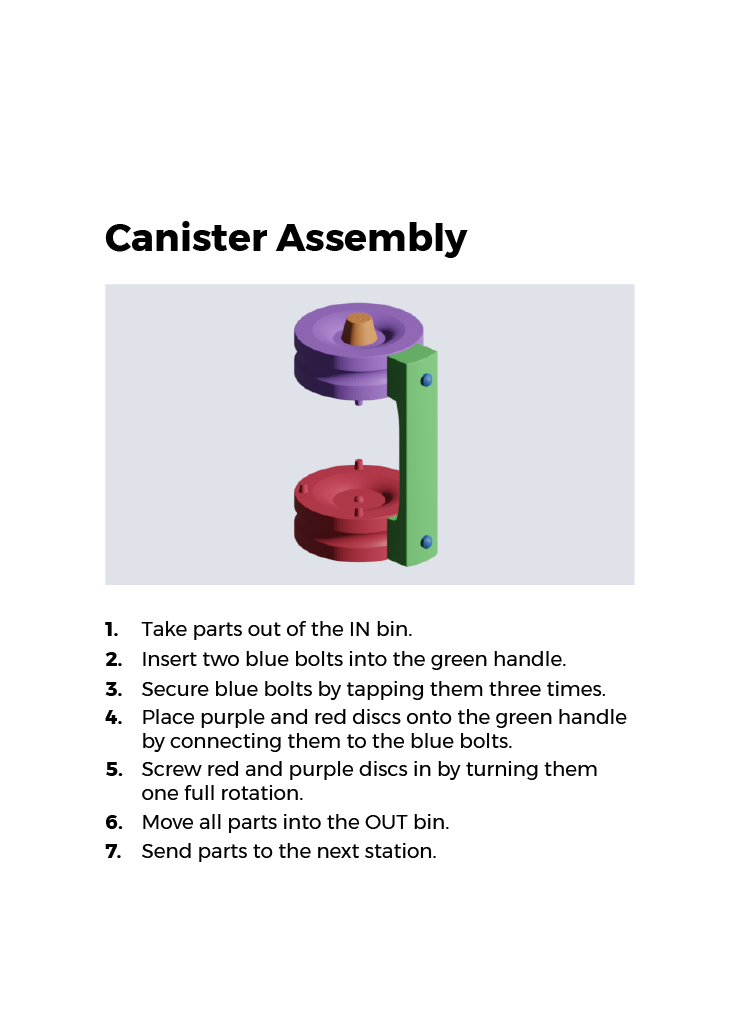 Canister Assembly
1. Take parts out of the IN bin.
2. Insert two blue bolts into the green handle.
3. Secure blue bolts by tapping them three times.
4. Place purple and red discs onto the green handle
by connecting them to the blue bolts.
5. Screw red and purple discs in by turning them
one full rotation.
6. Move all parts into the OUT bin.
7. Send parts to the next station.